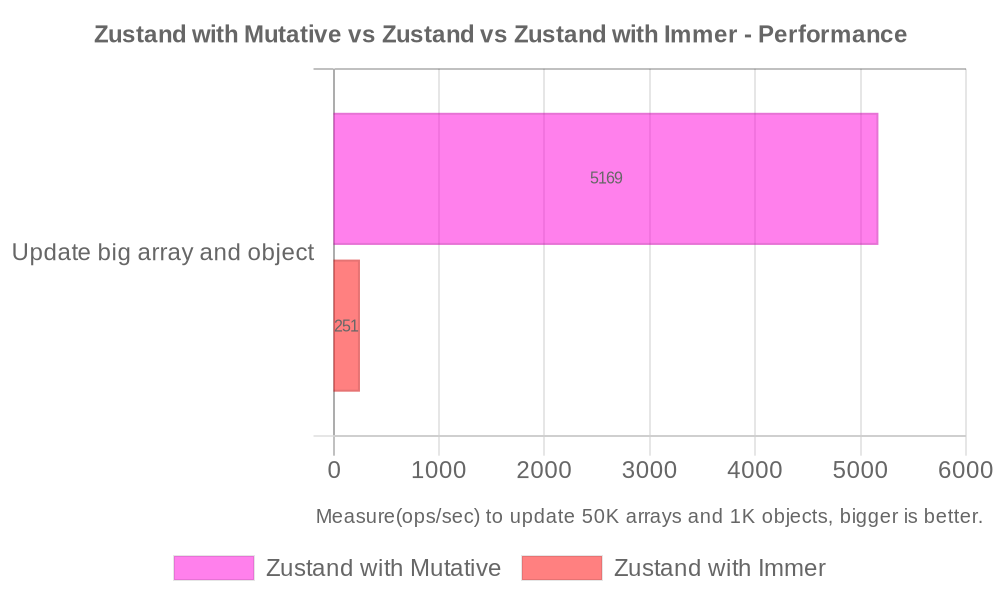 Zustand with Mutative vs Zustand vs Zustand with Immer - Performance
5169
Update big array and object
251
0 1000 2000 3000 4000 5000 6000
Measure(ops/sec) to update 50K arrays and 1K objects, bigger is better.
Zustand with Mutative Zustand with Immer